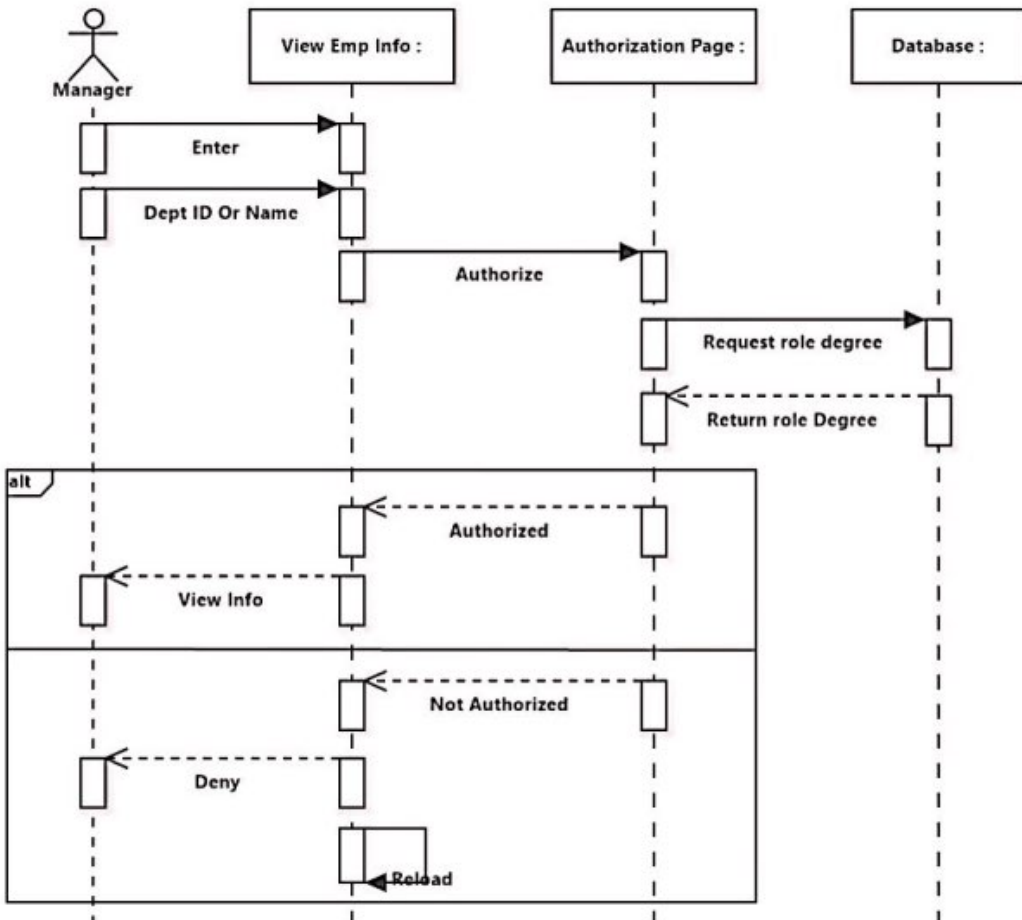 View Emp Info :
Authorization Page :
Database :
Manager
Enter
Dept ID Or Name
Authorize
Request role degree
Return role Degree
alt
Authorized
View Info
Not Authorized
Deny
Reload